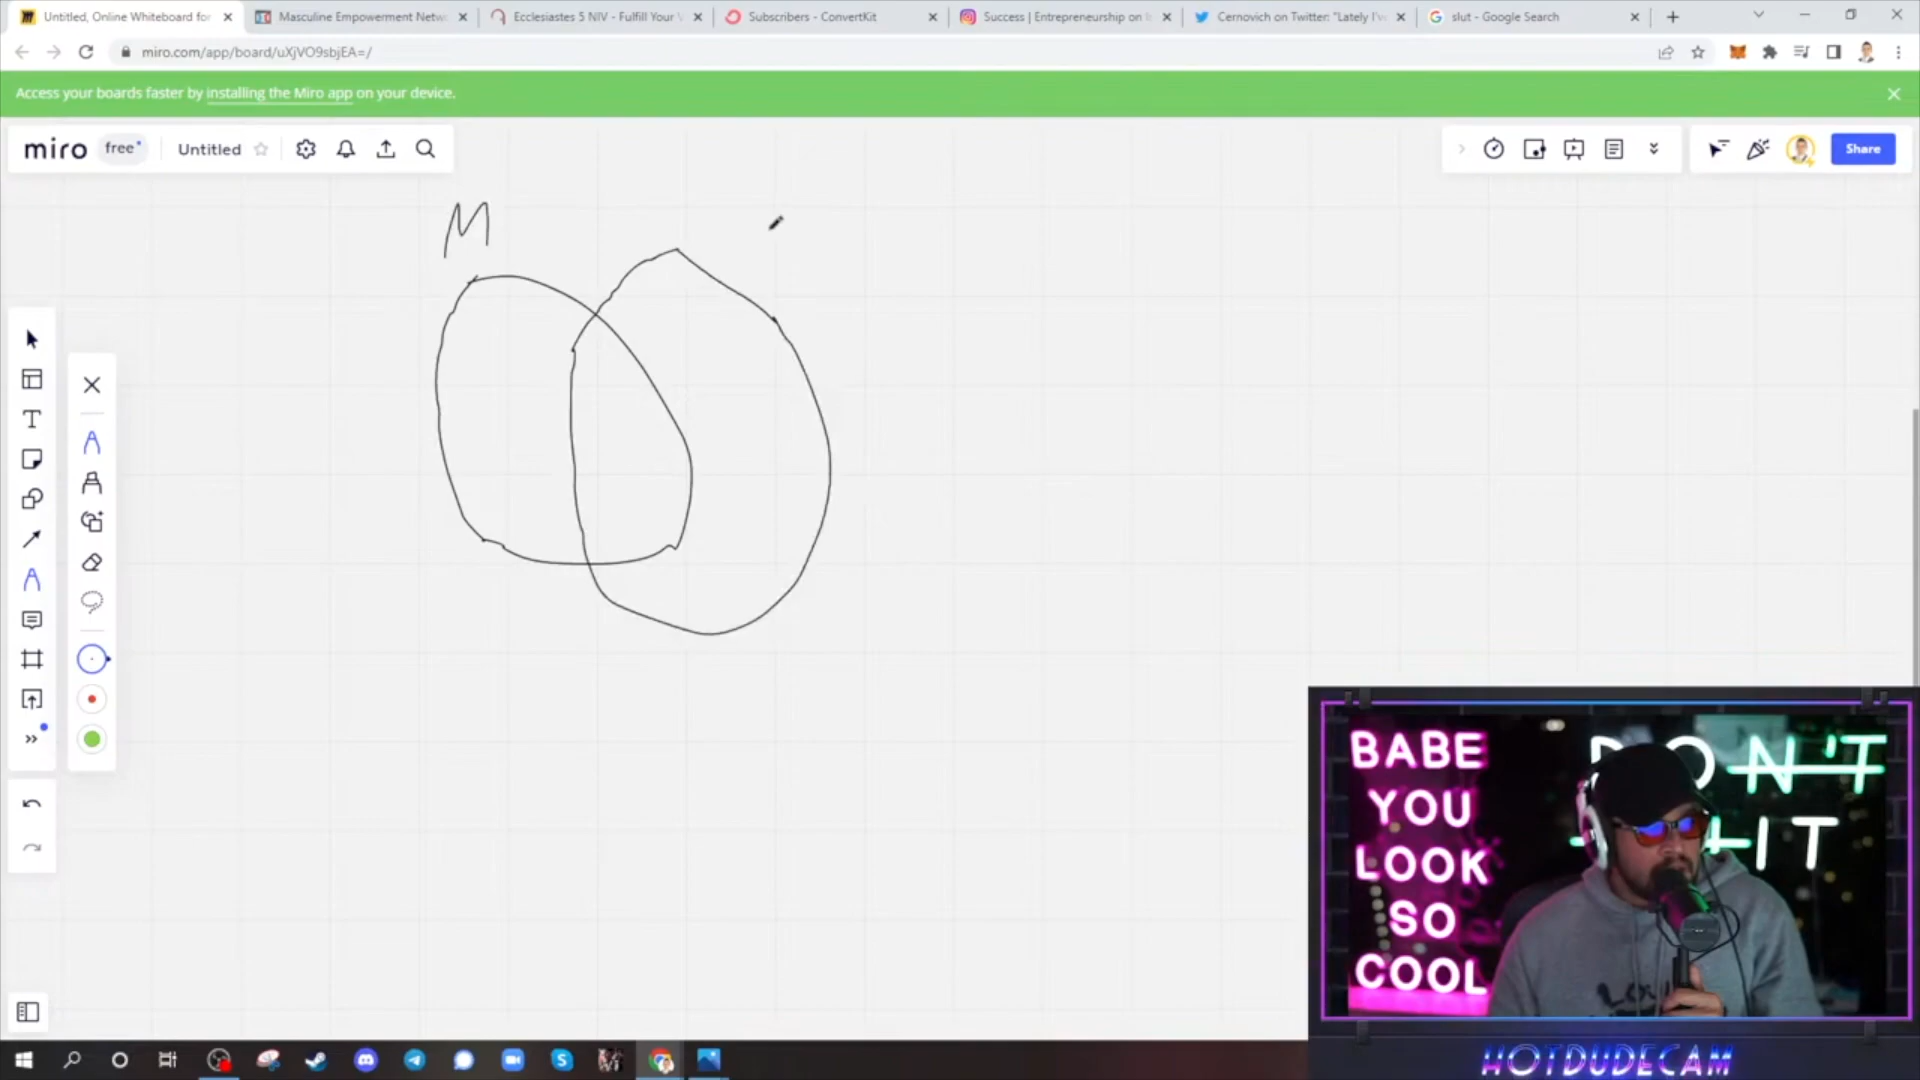 Untitled, Online Whiteboard for
Masculine Empowerment Netw
Ecclesiastes 5 NIV - Fulfill Your V
Subscribers - ConvertKit
Success | Entrepreneurship on I
Cernovich on Twitter: "Lately I'v
slut - Google Search
miro.com/app/board/uXjVO9sbjEA=/
Access your boards faster by installing the Miro app on your device.
miro free Untitled
Share
M
BABE
YOU
LOOK
SO
COOL
DON'T
IT
HOTDUDECAM